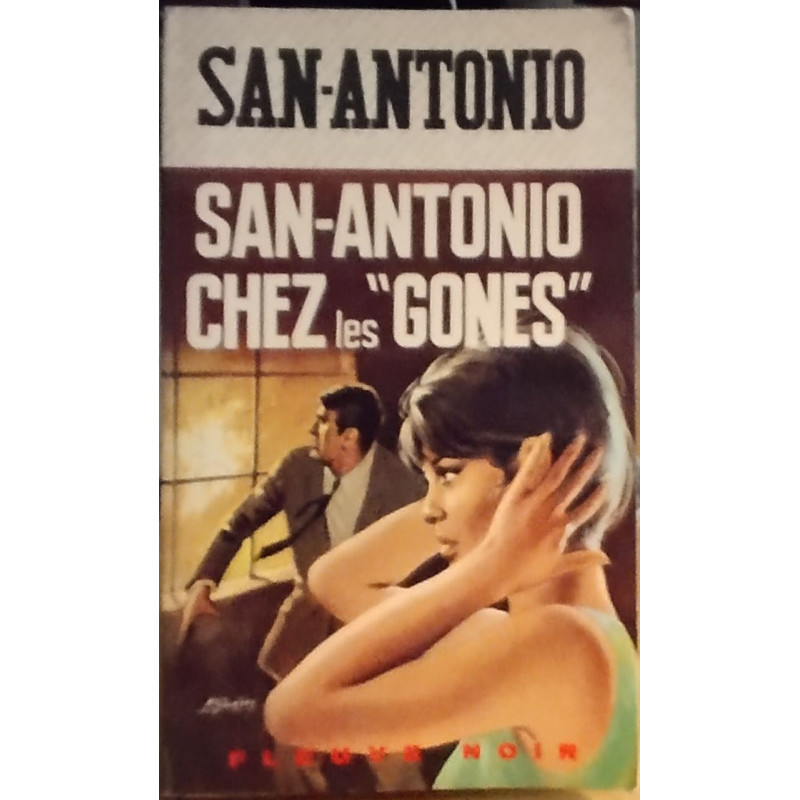 SAN-ANTONIO
SAN-ANTONIO
CHEZ les "GONES"
FLEUVE NOIR